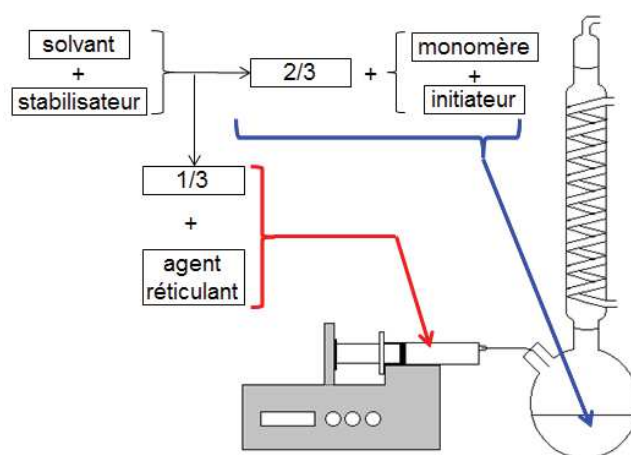 solvant
+
stabilisateur
2/3
+
monomère
+
initiateur
1/3
+
agent
réticulant